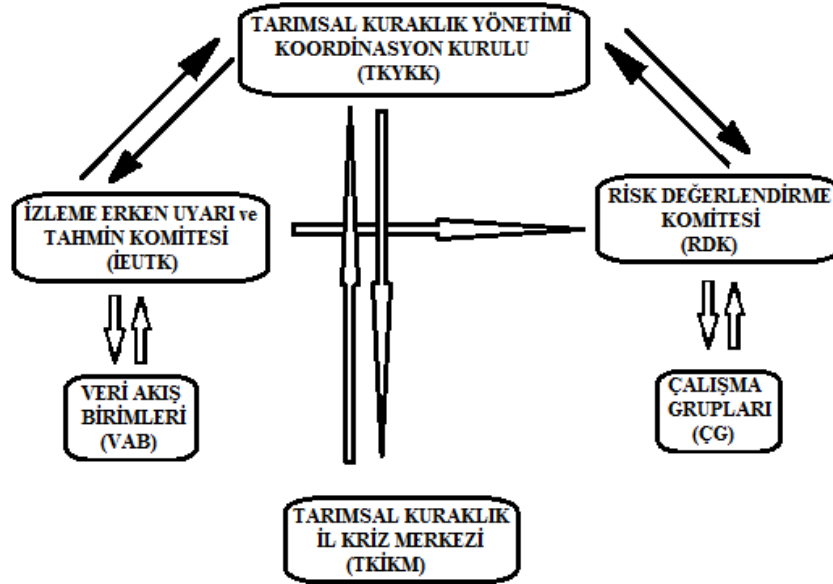 TARIMSAL KURAKLIK YÖNETİMİ
KOORDİNASYON KURULU
(TKYKK)
İZLEME ERKEN UYARI ve
TAHMİN KOMİTESİ
(İEUTK)
RİSK DEĞERLENDİRME
KOMİTESİ
(RDK)
VERİ AKIŞ
BİRİMLERİ
(VAB)
ÇALIŞMA
GRUPLARI
(ÇG)
TARIMSAL KURAKLIK
İL KRİZ MERKEZİ
(TKİKM)